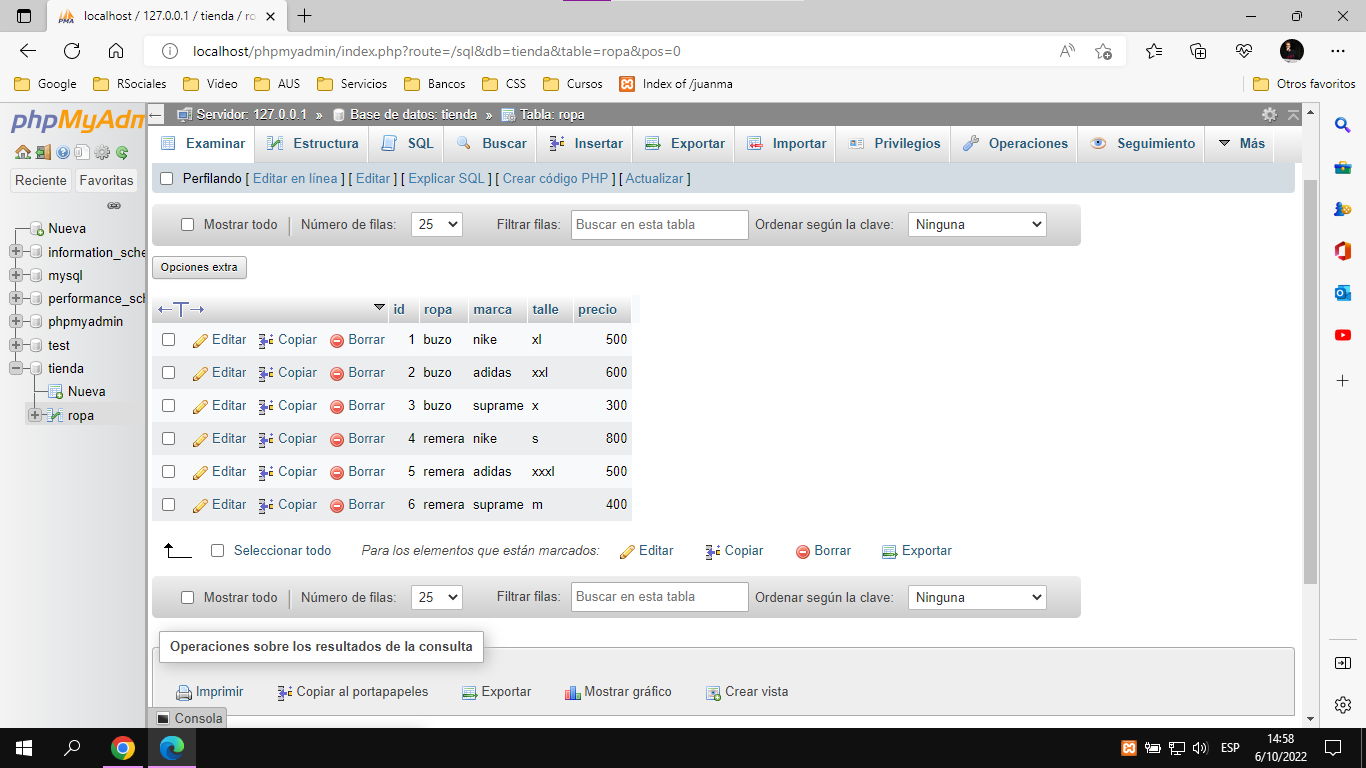 localhost / 127.0.0.1 / tienda / ro
localhost/phpmyadmin/index.php?route=/sql&db=tienda&table=ropa&pos=0
Google RSociales Video AUS Servicios Bancos CSS Cursos Index of /juanma Otros favoritos
phpMyAdm
Reciente Favoritas
Nueva
information_sche
mysql
performance_sch
phpmyadmin
test
tienda
Nueva
ropa
Servidor: 127.0.0.1 » Base de datos: tienda » Tabla: ropa
Examinar Estructura SQL Buscar Insertar Exportar Importar Privilegios Operaciones Seguimiento Más
Perfilando [ Editar en línea ] [ Editar ] [ Explicar SQL ] [ Crear código PHP ] [ Actualizar ]
Mostrar todo Número de filas: 25 Filtrar filas: Buscar en esta tabla Ordenar según la clave: Ninguna
Opciones extra
id ropa marca talle precio
Editar Copiar Borrar 1 buzo nike xl 500
Editar Copiar Borrar 2 buzo adidas xxl 600
Editar Copiar Borrar 3 buzo suprame x 300
Editar Copiar Borrar 4 remera nike s 800
Editar Copiar Borrar 5 remera adidas xxxl 500
Editar Copiar Borrar 6 remera suprame m 400
Seleccionar todo Para los elementos que están marcados: Editar Copiar Borrar Exportar
Mostrar todo Número de filas: 25 Filtrar filas: Buscar en esta tabla Ordenar según la clave: Ninguna
Operaciones sobre los resultados de la consulta
Imprimir Copiar al portapapeles Exportar Mostrar gráfico Crear vista
Consola
ESP
14:58
6/10/2022